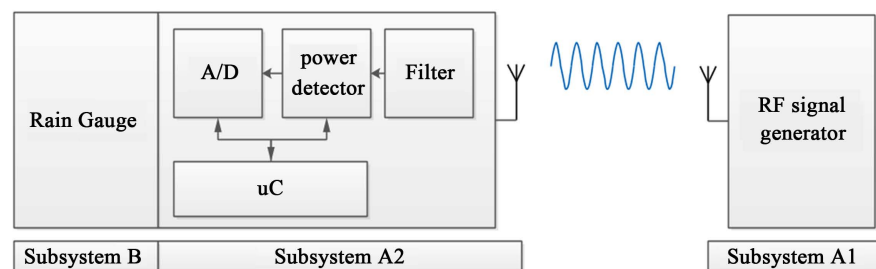 Rain Gauge
A/D
power
detector
Filter
uC
RF signal
generator
Subsystem B
Subsystem A2
Subsystem A1